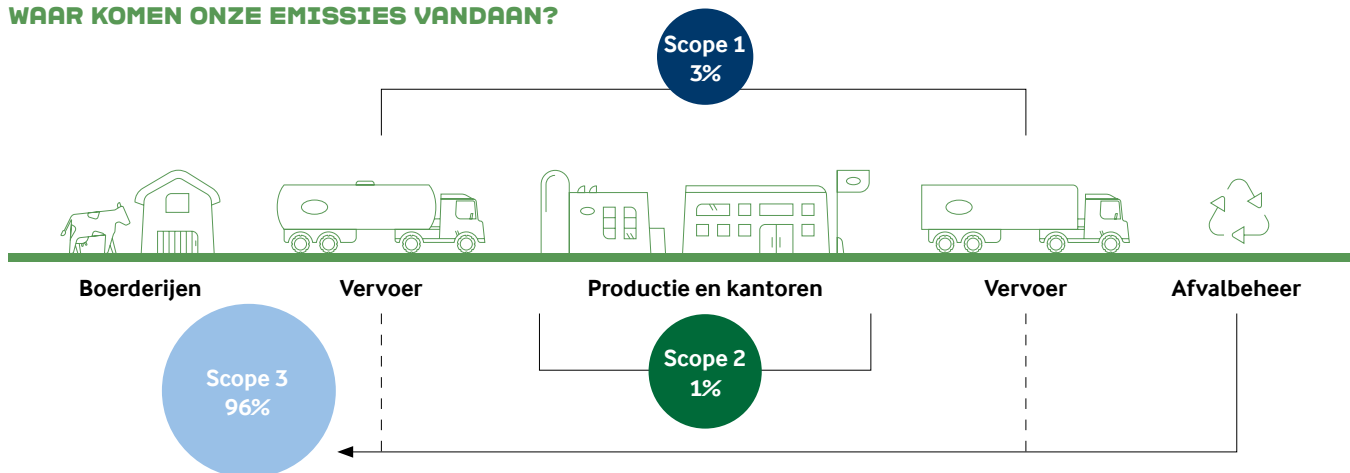 WAAR KOMEN ONZE EMISSIES VANDAAN?
Scope 1
3%
Boerderijen
Vervoer
Productie en kantoren
Vervoer
Afvalbeheer
Scope 3
96%
Scope 2
1%